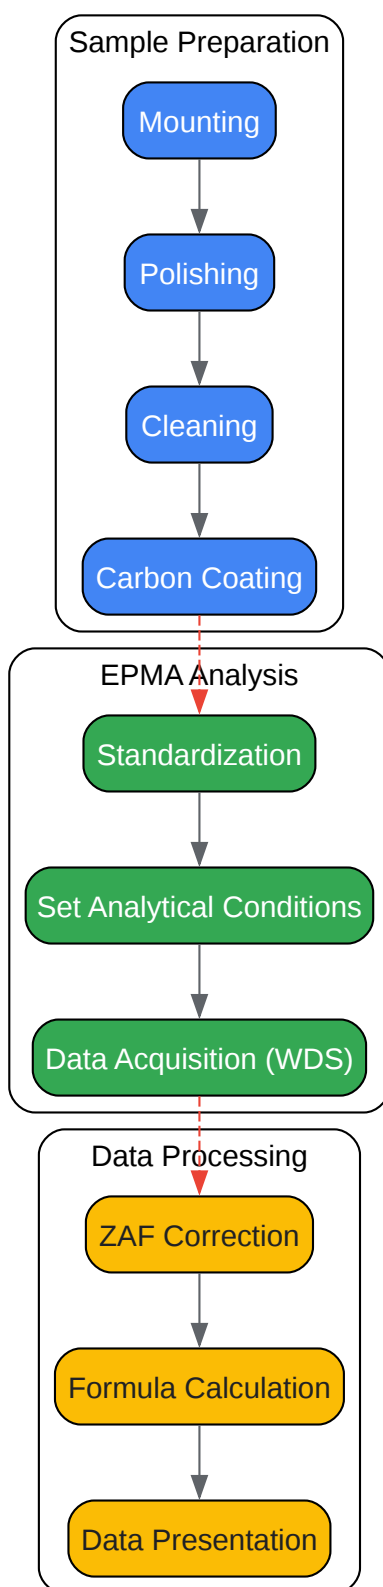 Sample Preparation
Mounting
Polishing
Cleaning
Carbon Coating
EPMA Analysis
Standardization
Set Analytical Conditions
Data Acquisition (WDS)
Data Processing
ZAF Correction
Formula Calculation
Data Presentation